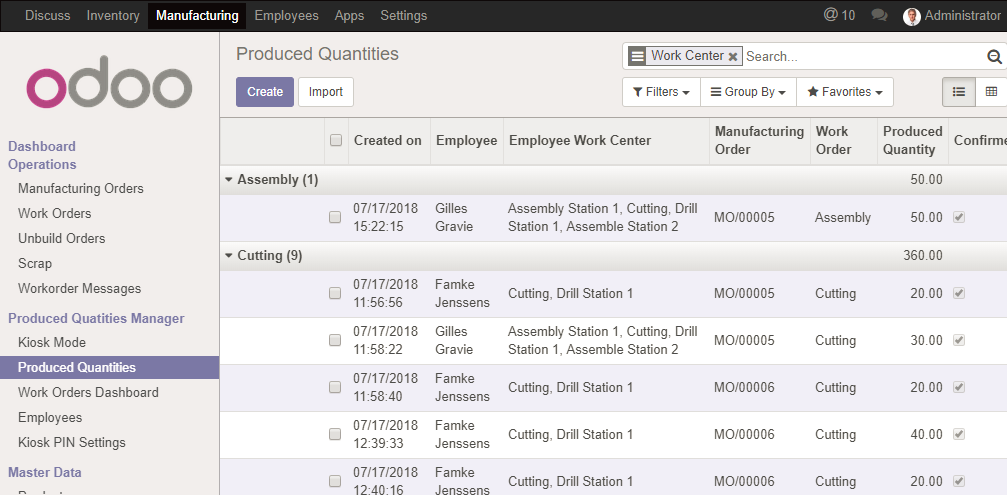 Discuss Inventory Manufacturing Employees Apps Settings @ 10 Administrator
odoo
Dashboard
Operations
Manufacturing Orders
Work Orders
Unbuild Orders
Scrap
Workorder Messages
Produced Quatities Manager
Kiosk Mode
Produced Quantities
Work Orders Dashboard
Employees
Kiosk PIN Settings
Master Data
Produced Quantities
Work Center Search...
Create Import
Filters Group By Favorites
Created on Employee Employee Work Center Manufacturing Order Work Order Produced Quantity Confirme
Assembly (1) 50.00
07/17/2018 15:22:15 Gilles Gravie Assembly Station 1, Cutting, Drill Station 1, Assemble Station 2 MO/00005 Assembly 50.00
Cutting (9) 360.00
07/17/2018 11:56:56 Famke Jenssens Cutting, Drill Station 1 MO/00005 Cutting 20.00
07/17/2018 11:58:22 Gilles Gravie Assembly Station 1, Cutting, Drill Station 1, Assemble Station 2 MO/00005 Cutting 30.00
07/17/2018 11:58:40 Famke Jenssens Cutting, Drill Station 1 MO/00006 Cutting 20.00
07/17/2018 12:39:33 Famke Jenssens Cutting, Drill Station 1 MO/00006 Cutting 40.00
07/17/2018 12:40:16 Famke Jenssens Cutting, Drill Station 1 MO/00006 Cutting 20.00